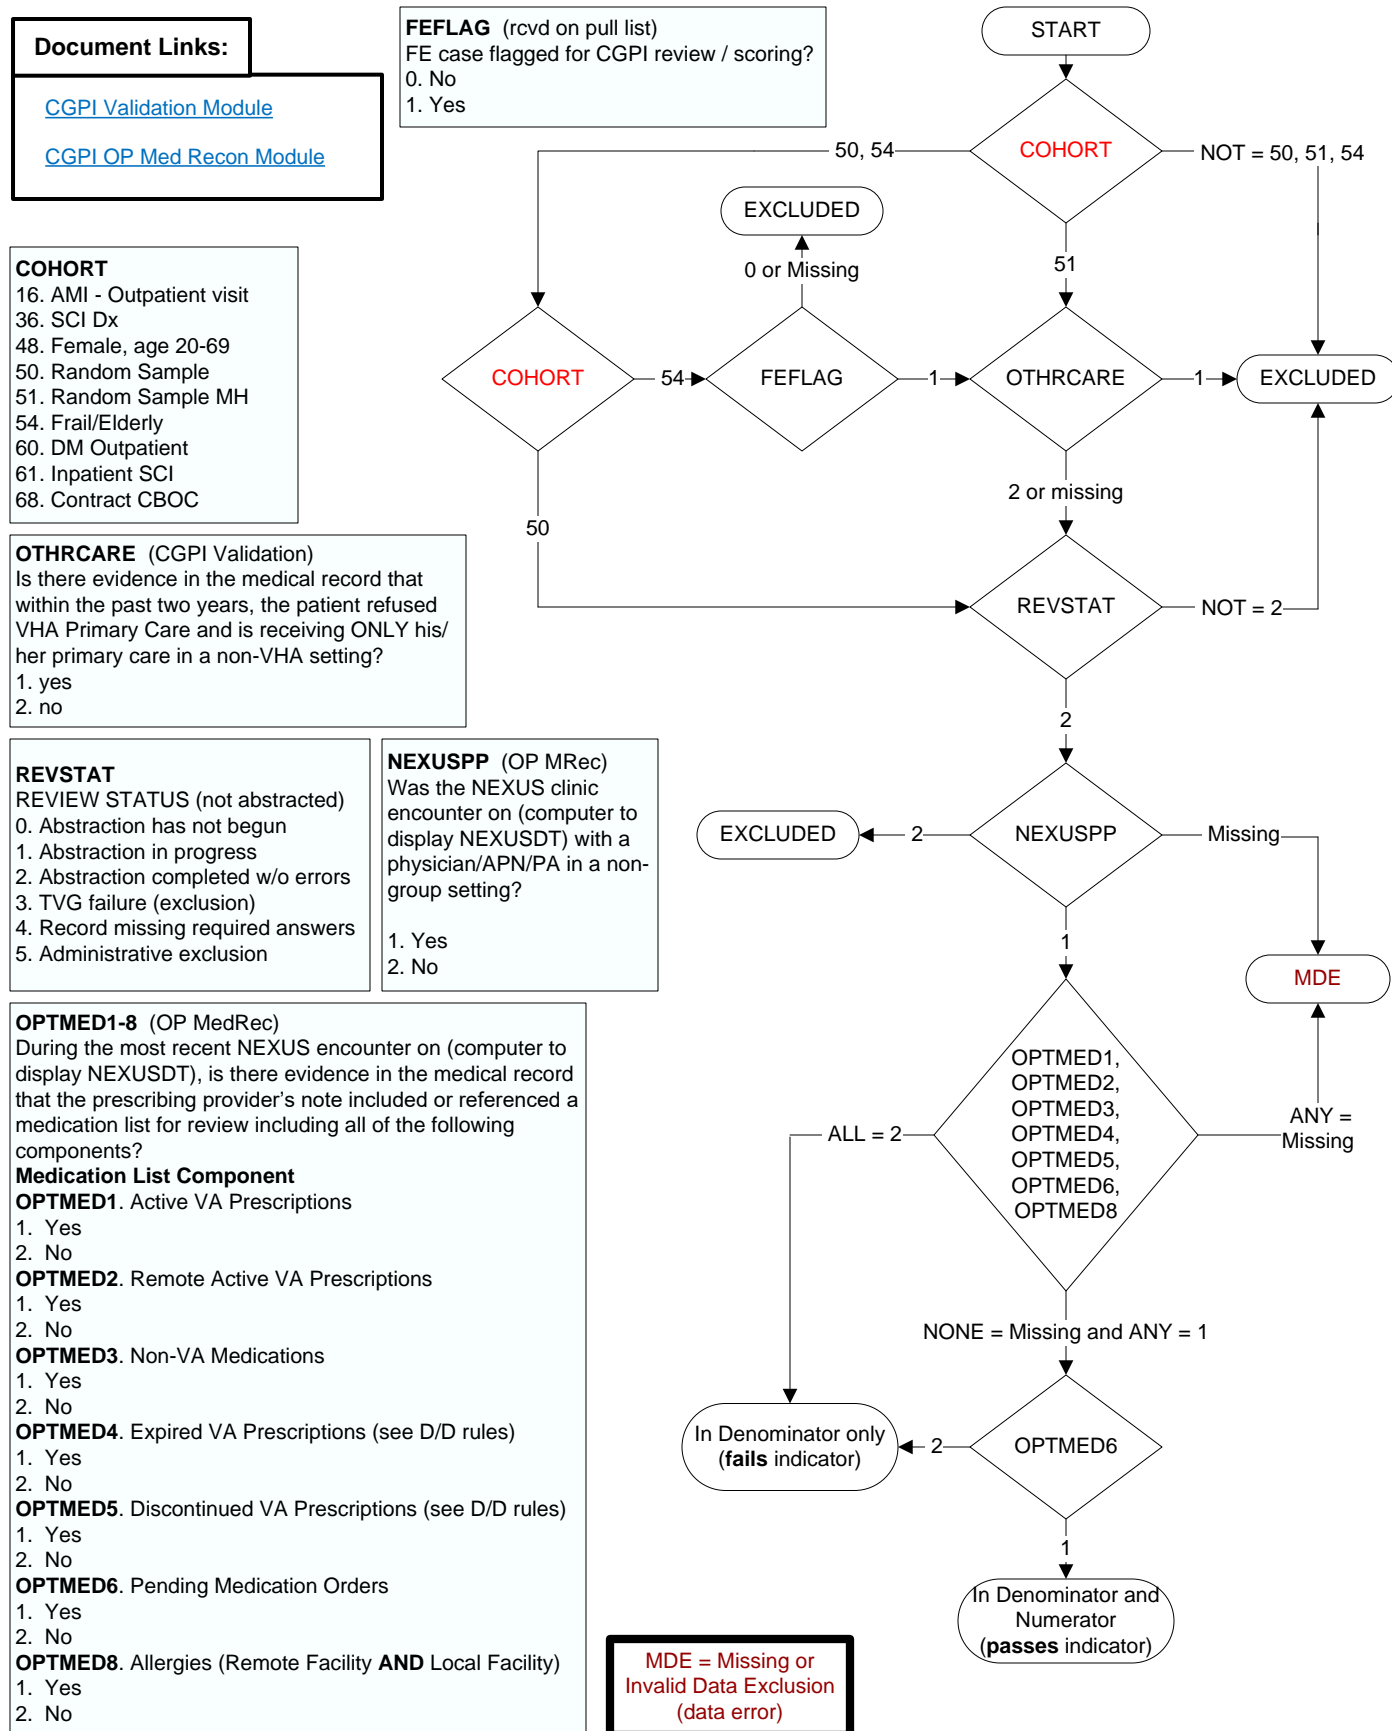 Document Links:
CGPI Validation Module
CGPI OP Med Recon Module
FEFLAG (rcvd on pull list)
FE case flagged for CGPI review / scoring?
0. No
1. Yes
COHORT
16. AMI - Outpatient visit
36. SCI Dx
48. Female, age 20-69
50. Random Sample
51. Random Sample MH
54. Frail/Elderly
60. DM Outpatient
61. Inpatient SCI
68. Contract CBOC
OTHRCARE (CGPI Validation)
Is there evidence in the medical record that
within the past two years, the patient refused
VHA Primary Care and is receiving ONLY his/
her primary care in a non-VHA setting?
1. yes
2. no
REVSTAT
REVIEW STATUS (not abstracted)
0. Abstraction has not begun
1. Abstraction in progress
2. Abstraction completed w/o errors
3. TVG failure (exclusion)
4. Record missing required answers
5. Administrative exclusion
NEXUSPP (OP MRec)
Was the NEXUS clinic
encounter on (computer to
display NEXUSDT) with a
physician/APN/PA in a non-
group setting?
1. Yes
2. No
OPTMED1-8 (OP MedRec)
During the most recent NEXUS encounter on (computer to
display NEXUSDT), is there evidence in the medical record
that the prescribing provider's note included or referenced a
medication list for review including all of the following
components?
Medication List Component
OPTMED1. Active VA Prescriptions
1. Yes
2. No
OPTMED2. Remote Active VA Prescriptions
1. Yes
2. No
OPTMED3. Non-VA Medications
1. Yes
2. No
OPTMED4. Expired VA Prescriptions (see D/D rules)
1. Yes
2. No
OPTMED5. Discontinued VA Prescriptions (see D/D rules)
1. Yes
2. No
OPTMED6. Pending Medication Orders
1. Yes
2. No
OPTMED8. Allergies (Remote Facility AND Local Facility)
1. Yes
2. No
START
COHORT
50, 54
NOT = 50, 51, 54
51
EXCLUDED
0 or Missing
COHORT
54
FEFLAG
1
OTHRCARE
1
EXCLUDED
50
2 or missing
REVSTAT
NOT = 2
2
EXCLUDED
2
NEXUSPP
Missing
1
MDE
OPTMED1,
OPTMED2,
OPTMED3,
OPTMED4,
OPTMED5,
OPTMED6,
OPTMED8
ALL = 2
ANY =
Missing
NONE = Missing and ANY = 1
In Denominator only
(fails indicator)
2
OPTMED6
1
In Denominator and
Numerator
(passes indicator)
MDE = Missing or
Invalid Data Exclusion
(data error)